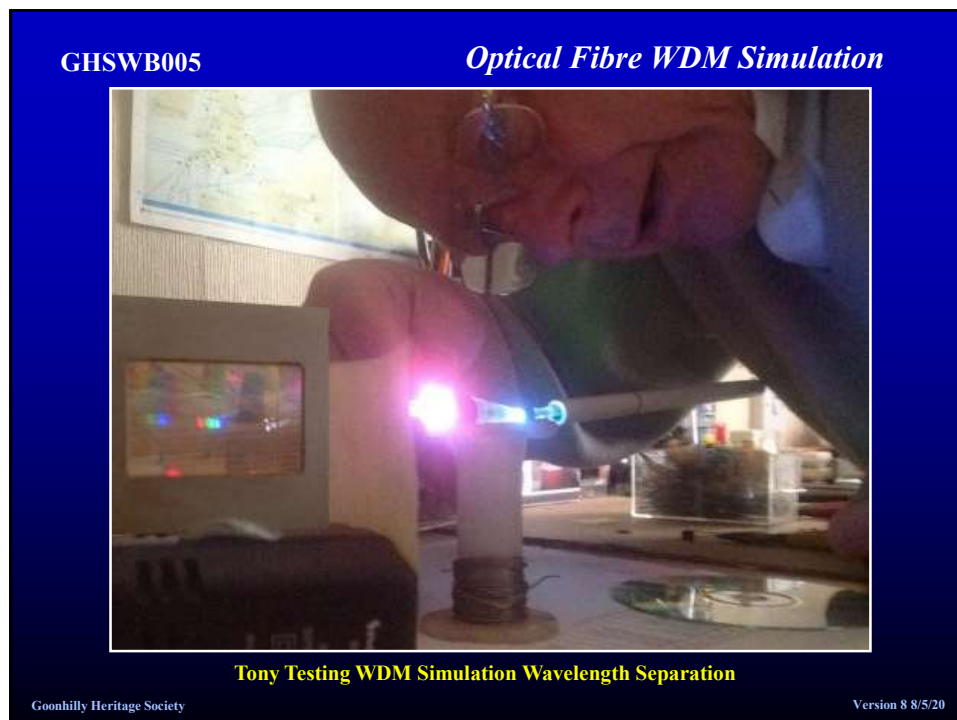 GHSWB005
Optical Fibre WDM Simulation
Tony Testing WDM Simulation Wavelength Separation
Goonhilly Heritage Society
Version 8 8/5/20